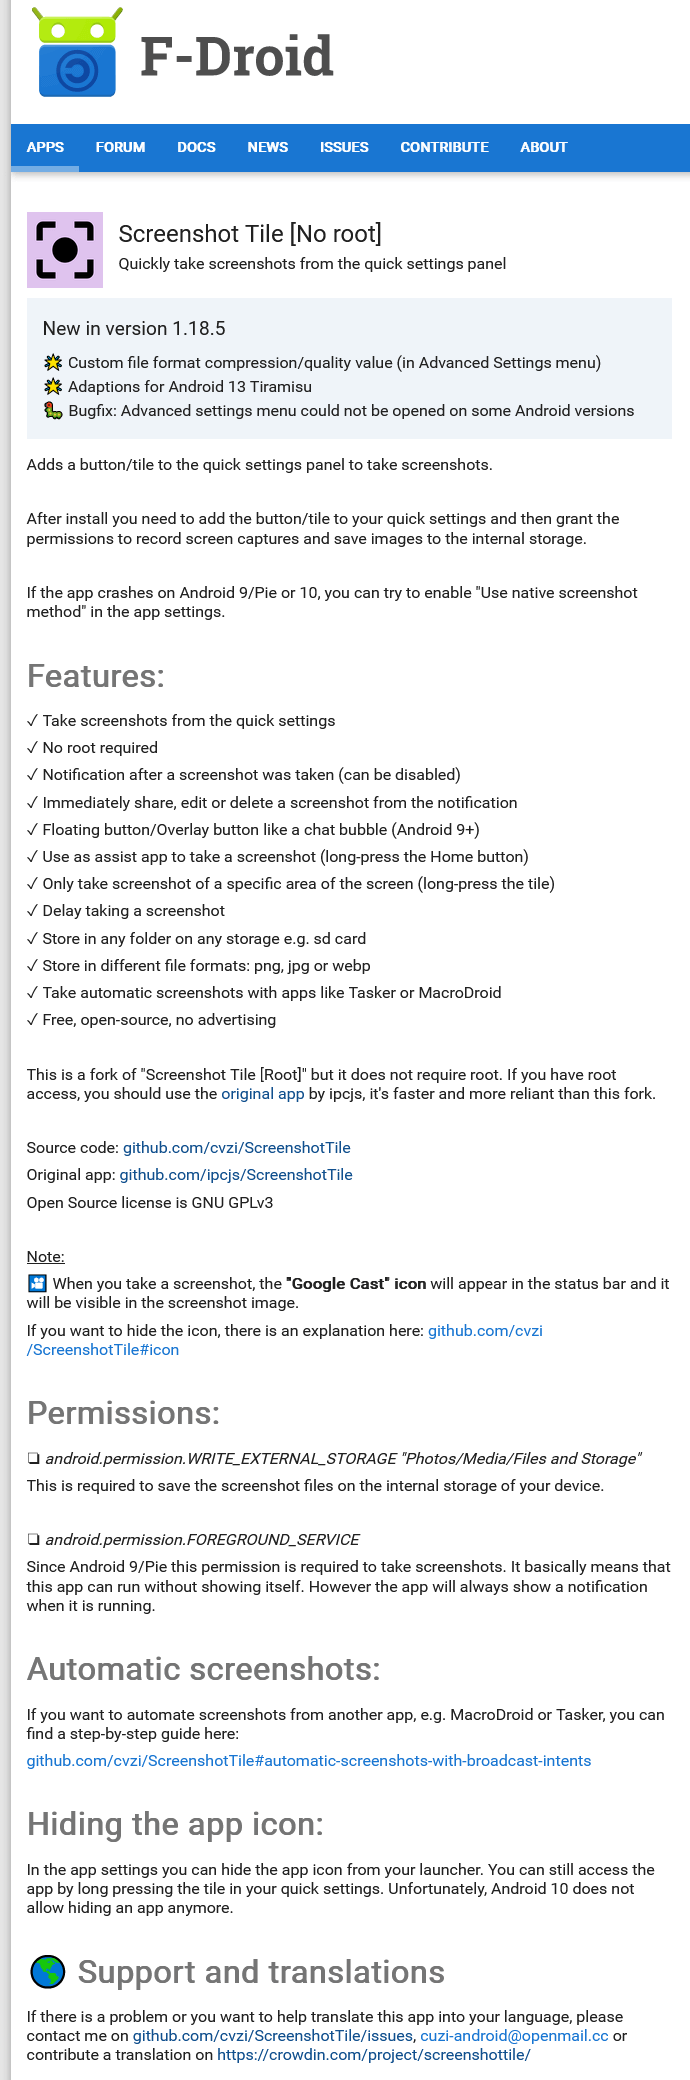 F-Droid
APPS FORUM DOCS NEWS ISSUES CONTRIBUTE ABOUT
Screenshot Tile [No root]
Quickly take screenshots from the quick settings panel
New in version 1.18.5
🌟 Custom file format compression/quality value (in Advanced Settings menu)
🌟 Adaptions for Android 13 Tiramisu
🐛 Bugfix: Advanced settings menu could not be opened on some Android versions
Adds a button/tile to the quick settings panel to take screenshots.
After install you need to add the button/tile to your quick settings and then grant the
permissions to record screen captures and save images to the internal storage.
If the app crashes on Android 9/Pie or 10, you can try to enable "Use native screenshot
method" in the app settings.
Features:
✓ Take screenshots from the quick settings
✓ No root required
✓ Notification after a screenshot was taken (can be disabled)
✓ Immediately share, edit or delete a screenshot from the notification
✓ Floating button/Overlay button like a chat bubble (Android 9+)
✓ Use as assist app to take a screenshot (long-press the Home button)
✓ Only take screenshot of a specific area of the screen (long-press the tile)
✓ Delay taking a screenshot
✓ Store in any folder on any storage e.g. sd card
✓ Store in different file formats: png, jpg or webp
✓ Take automatic screenshots with apps like Tasker or MacroDroid
✓ Free, open-source, no advertising
This is a fork of "Screenshot Tile [Root]" but it does not require root. If you have root
access, you should use the original app by ipcjs, it's faster and more reliant than this fork.
Source code: github.com/cvzi/ScreenshotTile
Original app: github.com/ipcjs/ScreenshotTile
Open Source license is GNU GPLv3
Note:
🎦 When you take a screenshot, the "Google Cast" icon will appear in the status bar and it
will be visible in the screenshot image.
If you want to hide the icon, there is an explanation here: github.com/cvzi
/ScreenshotTile#icon
Permissions:
❏ android.permission.WRITE_EXTERNAL_STORAGE "Photos/Media/Files and Storage"
This is required to save the screenshot files on the internal storage of your device.
❏ android.permission.FOREGROUND_SERVICE
Since Android 9/Pie this permission is required to take screenshots. It basically means that
this app can run without showing itself. However the app will always show a notification
when it is running.
Automatic screenshots:
If you want to automate screenshots from another app, e.g. MacroDroid or Tasker, you can
find a step-by-step guide here:
github.com/cvzi/ScreenshotTile#automatic-screenshots-with-broadcast-intents
Hiding the app icon:
In the app settings you can hide the app icon from your launcher. You can still access the
app by long pressing the tile in your quick settings. Unfortunately, Android 10 does not
allow hiding an app anymore.
🌎 Support and translations
If there is a problem or you want to help translate this app into your language, please
contact me on github.com/cvzi/ScreenshotTile/issues, cuzi-android@openmail.cc or
contribute a translation on https://crowdin.com/project/screenshottile/